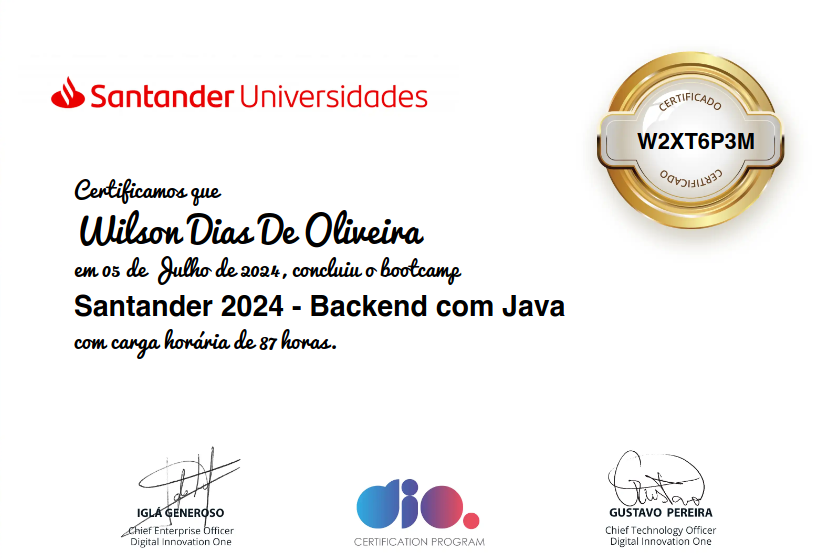 Santander Universidades
CERTIFICADO
W2XT6P3M
CERTIFICADO
Certificamos que
Wilson Dias De Oliveira
em 05 de Julho de 2024, concluiu o bootcamp
Santander 2024 - Backend com Java
com carga horária de 87 horas.
IGLÁ GENEROSO
Chief Enterprise Officer
Digital Innovation One
dio.
CERTIFICATION PROGRAM
Gustavo
GUSTAVO PEREIRA
Chief Technology Officer
Digital Innovation One